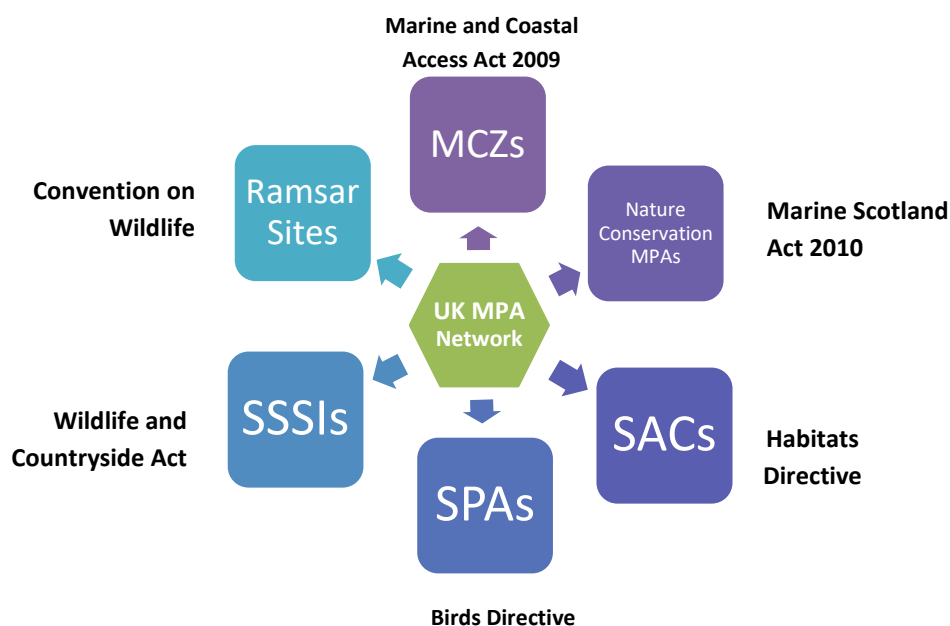 Marine and Coastal
Access Act 2009
MCZs
Ramsar
Sites
Convention on
Wildlife
Nature
Conservation
MPAs
Marine Scotland
Act 2010
UK MPA
Network
SSSIs
Wildlife and
Countryside Act
SACs
Habitats
Directive
SPAs
Birds Directive